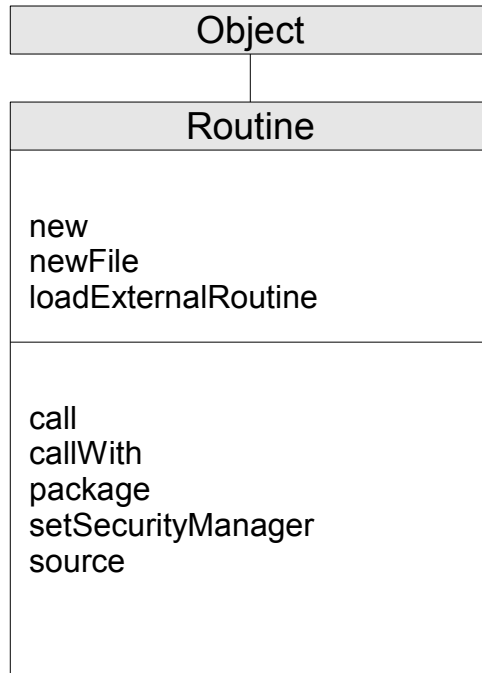 Object
Routine
new
newFile
loadExternalRoutine
call
callWith
package
setSecurityManager
source